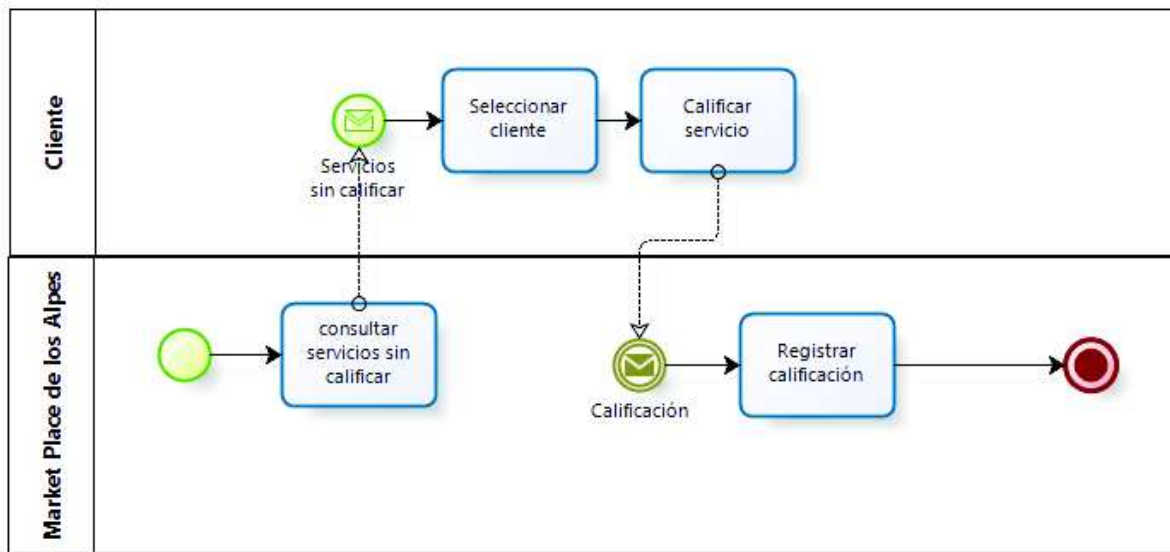 Cliente
Seleccionar
cliente
Calificar
servicio
Servicios
sin calificar
Market Place de los Alpes
consultar
servicios sin
calificar
Calificación
Registrar
calificación